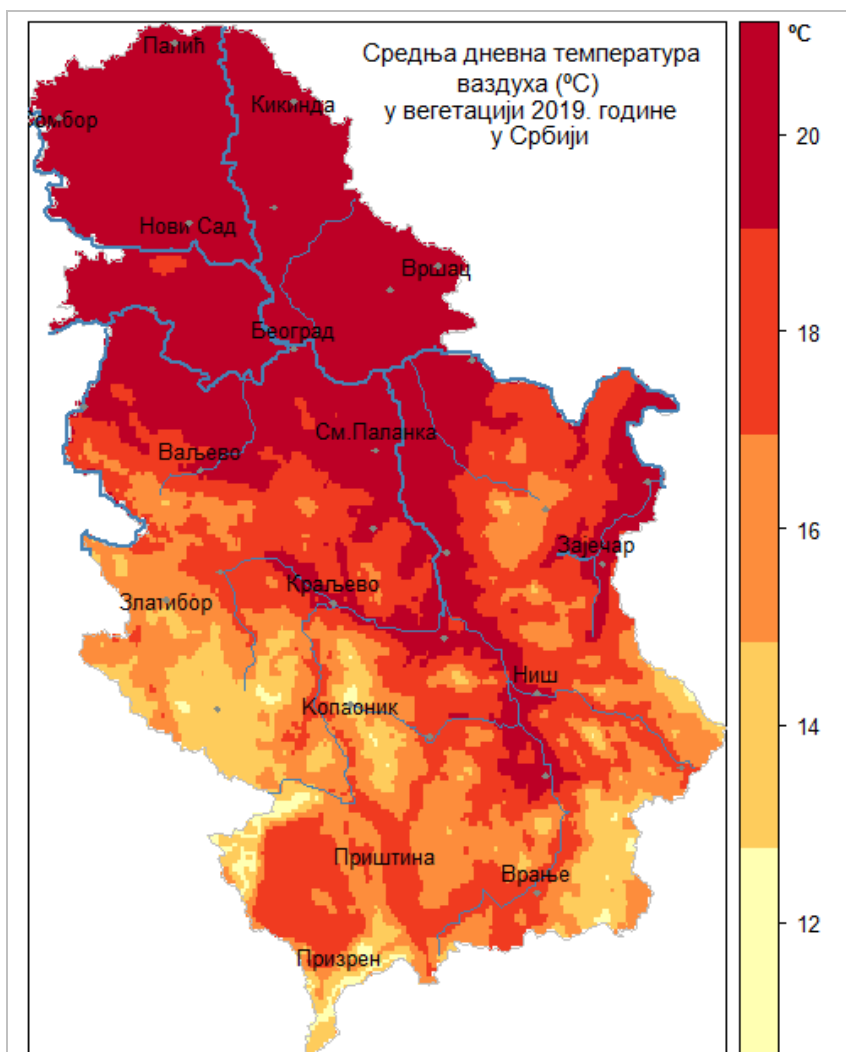 Средња дневна температура
ваздуха (ºC)
у вегетацији 2019. године
у Србији
ºC
20
18
16
14
12
Палић
Кикинда
Сомбор
Нови Сад
Вршац
Београд
См.Паланка
Ваљево
Зајечар
Краљево
Златибор
Ниш
Копаоник
Приштина
Врање
Призрен